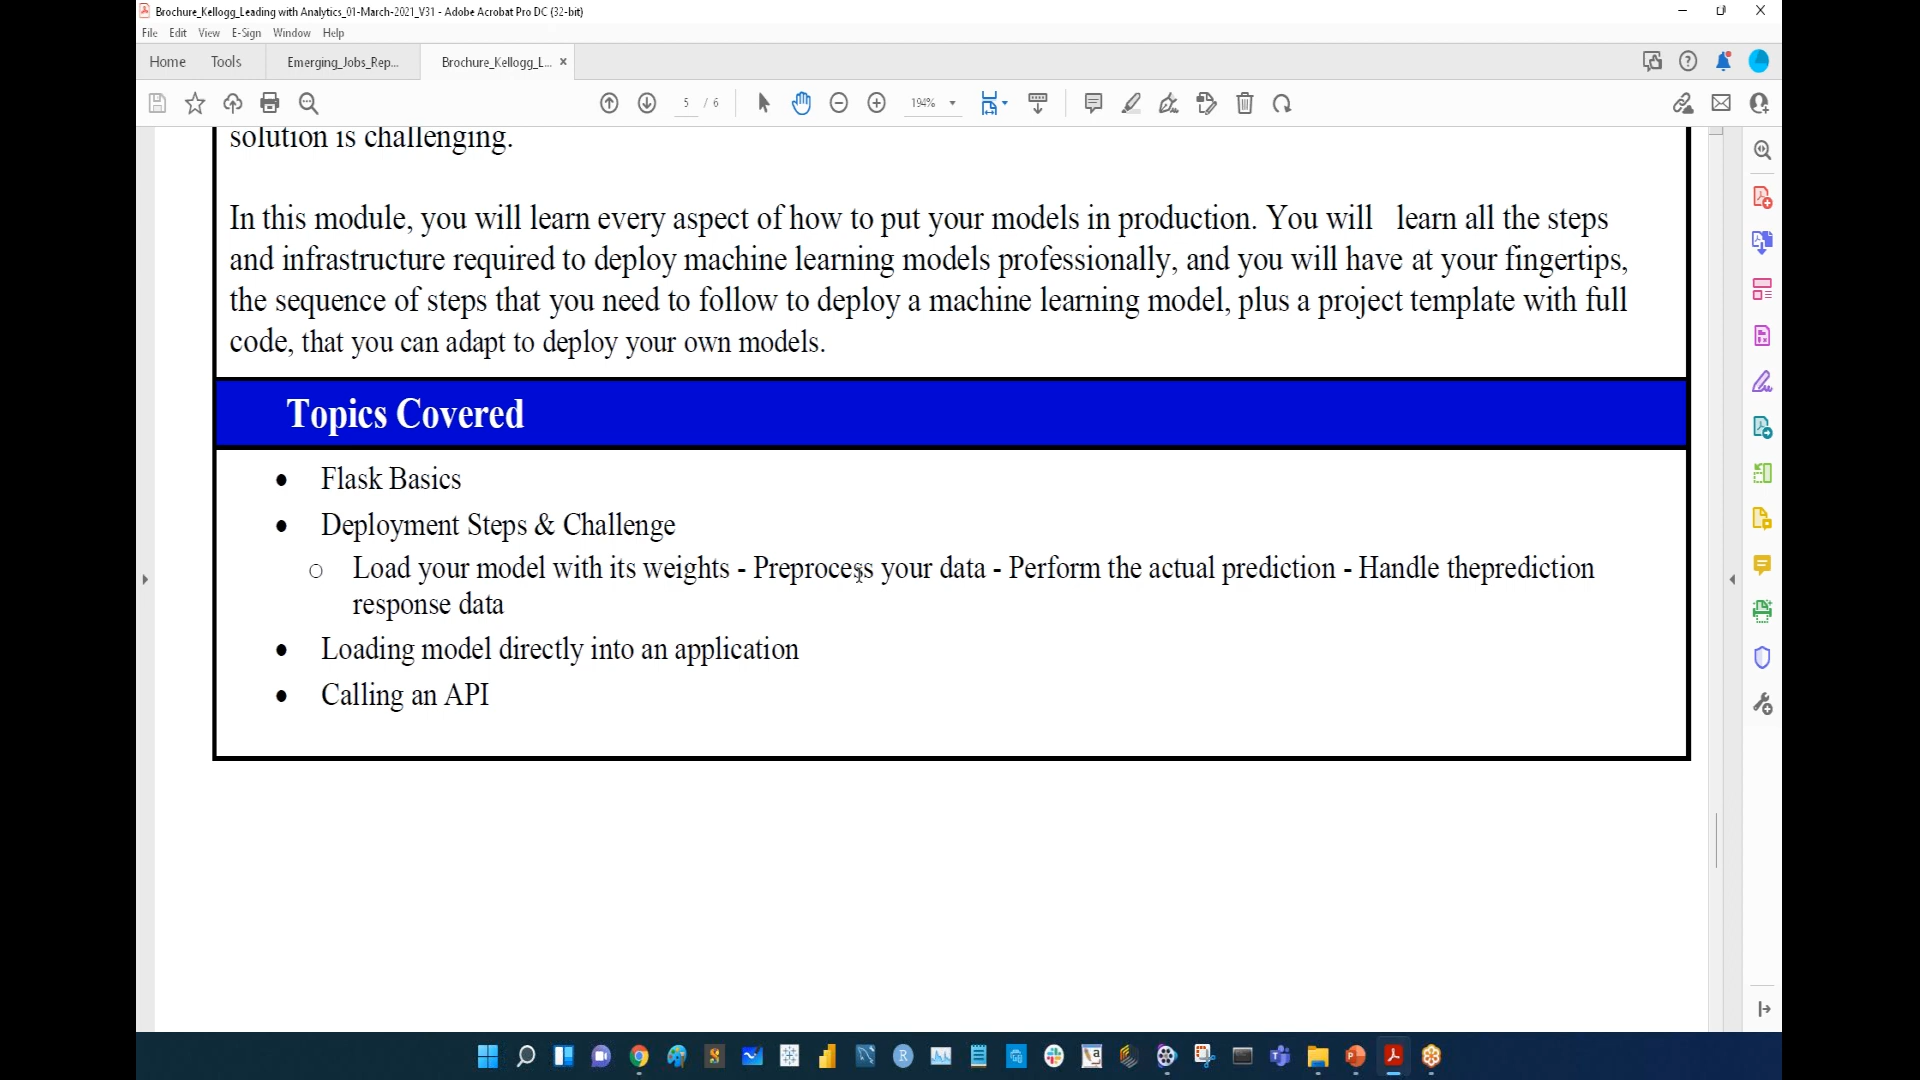 Brochure_Kellogg_Leading with Analytics_01-March-2021_V31 - Adobe Acrobat Pro DC (32-bit)
File Edit View E-Sign Window Help
Home Tools Emerging_Jobs_Rep... Brochure_Kellogg_L... ×
5 / 6 194%
solution is challenging.
In this module, you will learn every aspect of how to put your models in production. You will learn all the steps
and infrastructure required to deploy machine learning models professionally, and you will have at your fingertips,
the sequence of steps that you need to follow to deploy a machine learning model, plus a project template with full
code, that you can adapt to deploy your own models.
Topics Covered
• Flask Basics
• Deployment Steps & Challenge
○ Load your model with its weights - Preprocess your data - Perform the actual prediction - Handle theprediction
response data
• Loading model directly into an application
• Calling an API